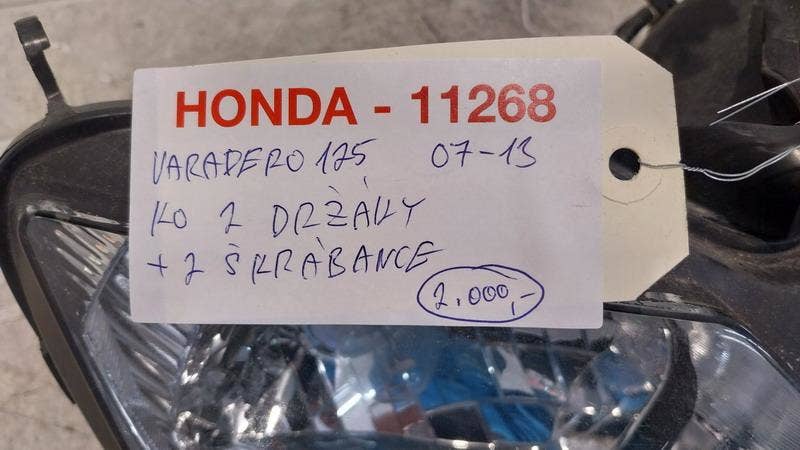 HONDA - 11268
VARADERO 125 07-13
KO 2 DRŽÁKY
+ 2 ŠKRÁBANCE
2.000,-